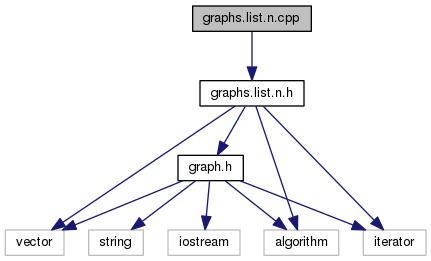 graphs.list.n.cpp
graphs.list.n.h
graph.h
vector
string
iostream
algorithm
iterator